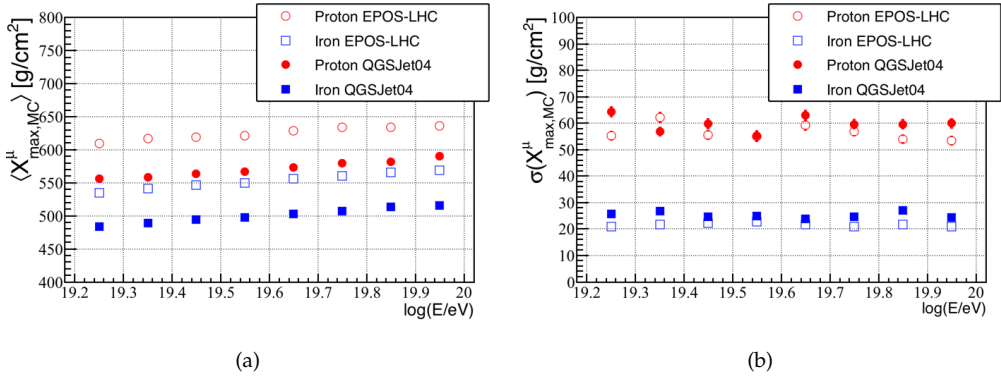 800
750
700
650
600
550
500
450
400
⟨X^μ_max,MC⟩ [g/cm²]
Proton EPOS-LHC
Iron EPOS-LHC
Proton QGSJet04
Iron QGSJet04
19.2 19.3 19.4 19.5 19.6 19.7 19.8 19.9 20
log(E/eV)
(a)
100
90
80
70
60
50
40
30
20
10
0
σ(X^μ_max,MC) [g/cm²]
Proton EPOS-LHC
Iron EPOS-LHC
Proton QGSJet04
Iron QGSJet04
19.2 19.3 19.4 19.5 19.6 19.7 19.8 19.9 20
log(E/eV)
(b)